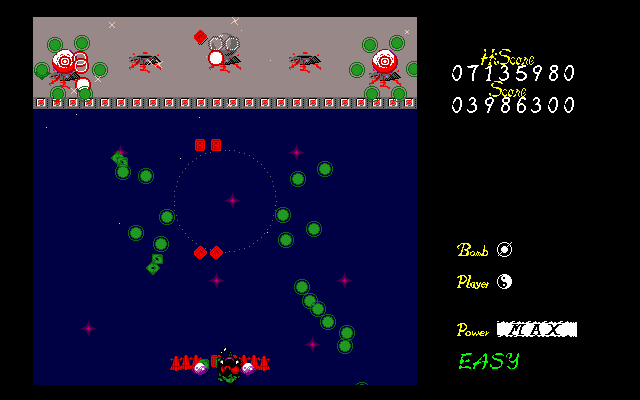 HiScore
07135980
Score
03986300
Bomb
Player
Power MAX
EASY